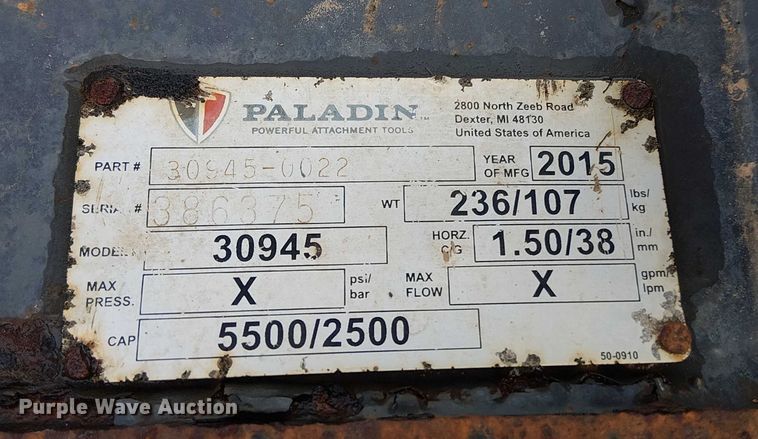 PALADIN™
POWERFUL ATTACHMENT TOOLS
2800 North Zeeb Road
Dexter, MI 48130
United States of America
PART # 30945-0022 YEAR OF MFG 2015
SERIAL # 386375 WT 236/107 lbs/ kg
MODEL 30945 HORZ. C/G 1.50/38 in./ mm
MAX PRESS. X psi/ bar MAX FLOW X gpm/ lpm
CAP 5500/2500
50-0910
Purple Wave Auction